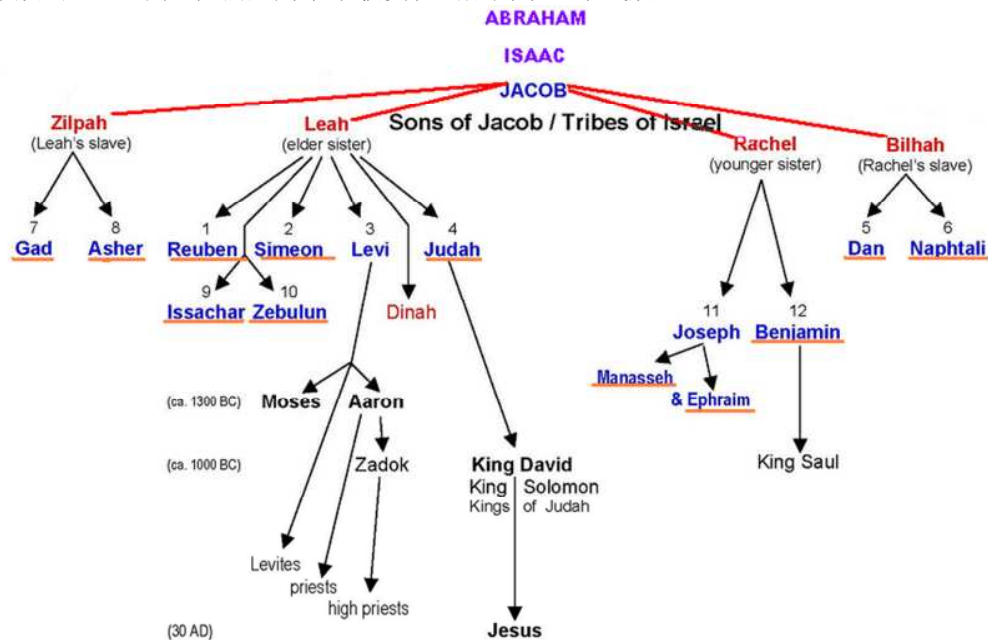 ABRAHAM
ISAAC
JACOB
Sons of Jacob / Tribes of Israel
Zilpah
(Leah's slave)
Leah
(elder sister)
Rachel
(younger sister)
Bilhah
(Rachel's slave)
7
Gad
8
Asher
1
Reuben
2
Simeon
3
Levi
4
Judah
5
Dan
6
Naphtali
9
Issachar
10
Zebulun
Dinah
11
Joseph
12
Benjamin
Manasseh
& Ephraim
(ca. 1300 BC)
Moses
Aaron
(ca. 1000 BC)
Zadok
King David
King Solomon
Kings of Judah
King Saul
Levites
priests
high priests
(30 AD)
Jesus